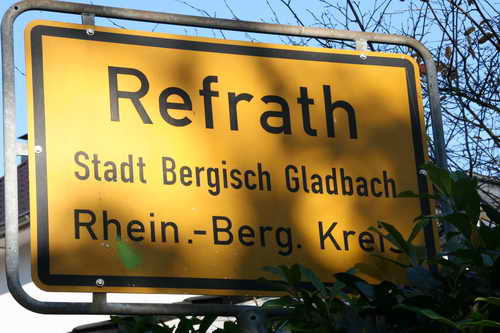 Refrath
Stadt Bergisch Gladbach
Rhein.-Berg. Kreis